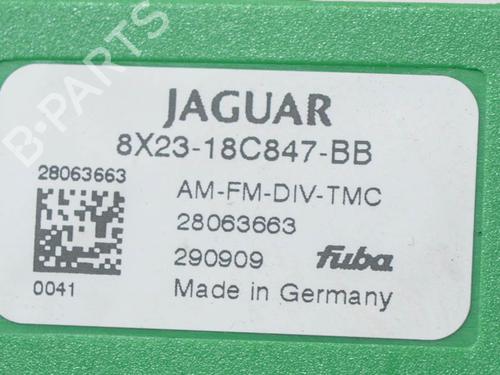 JAGUAR
8X23-18C847-BB
28063663
AM-FM-DIV-TMC
28063663
290909 fuba
0041
Made in Germany
B-PARTS